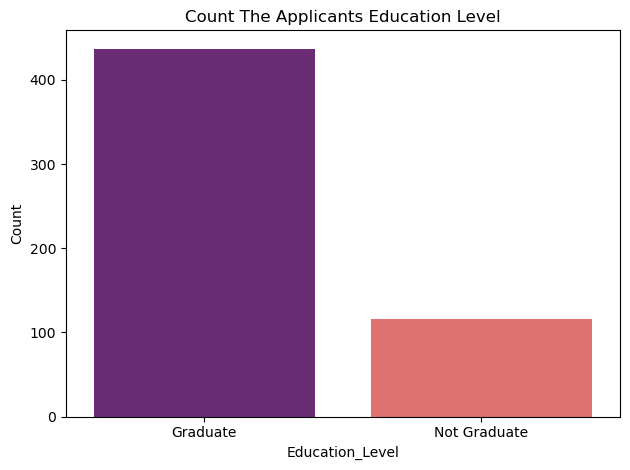 Count The Applicants Education Level
400
300
200
100
0
Count
Graduate
Not Graduate
Education_Level